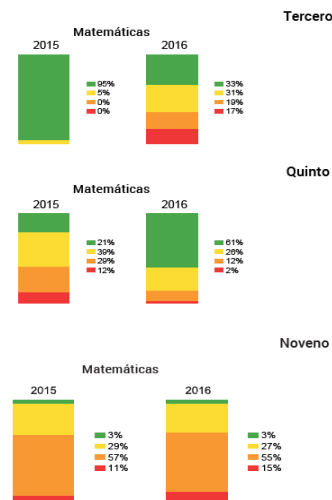 Tercero
Matemáticas
2015 2016
95% 33%
5% 31%
0% 19%
0% 17%
Quinto
Matemáticas
2015 2016
21% 61%
39% 26%
29% 12%
12% 2%
Noveno
Matemáticas
2015 2016
3% 3%
29% 27%
57% 55%
11% 15%